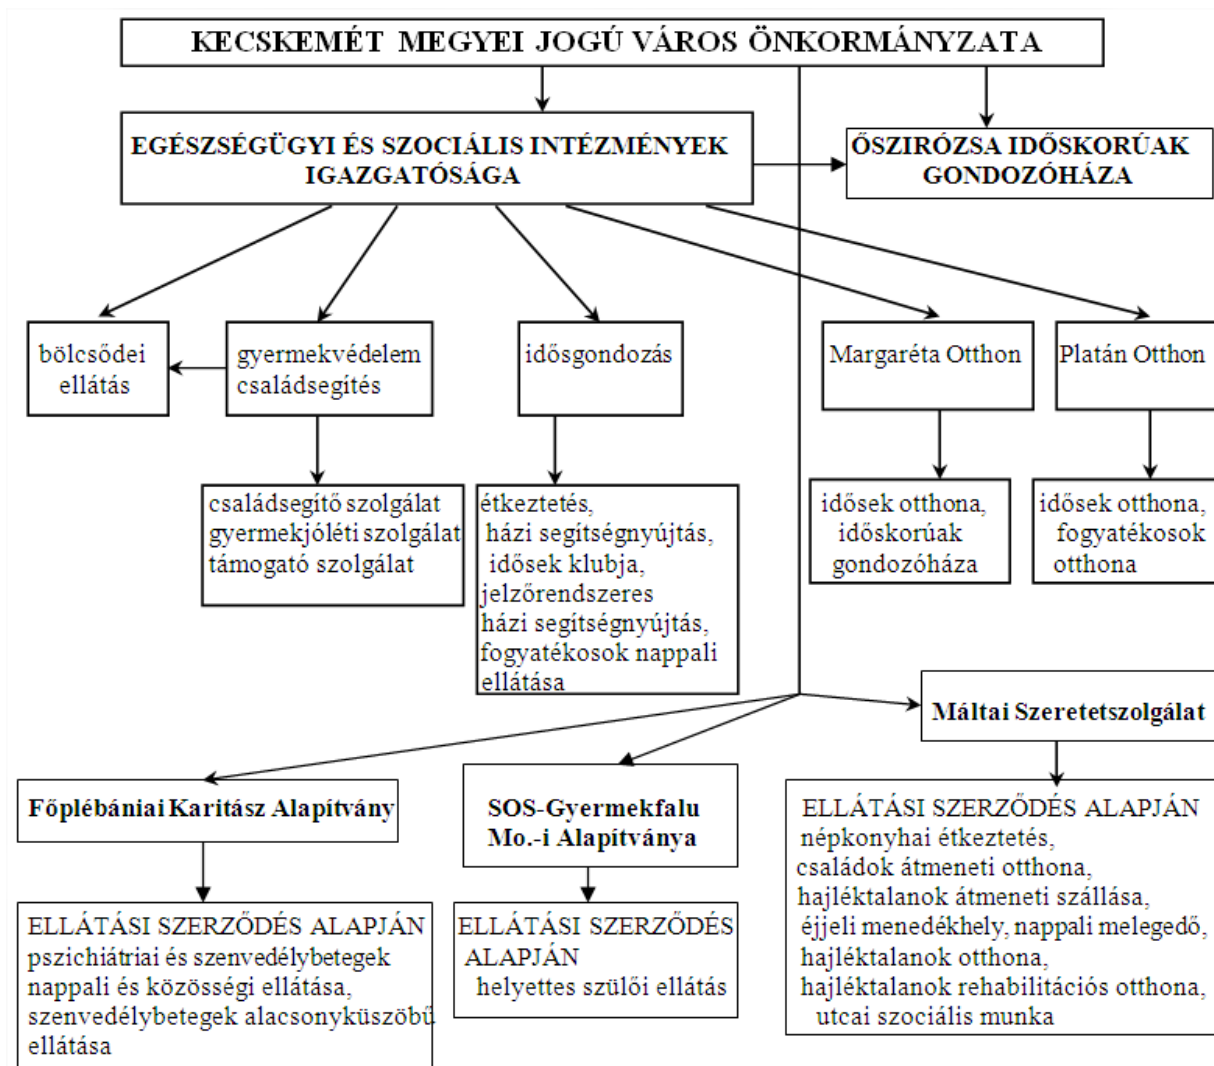 KECSKEMÉT MEGYEI JOGÚ VÁROS ÖNKORMÁNYZATA
EGÉSZSÉGÜGYI ÉS SZOCIÁLIS INTÉZMÉNYEK
IGAZGATÓSÁGA
ŐSZIRÓZSA IDŐSKORÚAK
GONDOZÓHÁZA
bölcsődei
ellátás
gyermekvédelem
családsegítés
idősgondozás
Margaréta Otthon
Platán Otthon
családsegítő szolgálat
gyermekjóléti szolgálat
támogató szolgálat
étkeztetés,
házi segítségnyújtás,
idősek klubja,
jelzőrendszeres
házi segítségnyújtás,
fogyatékosok nappali
ellátása
idősek otthona,
időskorúak
gondozóháza
idősek otthona,
fogyatékosok
otthona
Máltai Szeretetszolgálat
Főplébániai Karitász Alapítvány
SOS-Gyermekfalu
Mo.-i Alapítványa
ELLÁTÁSI SZERZŐDÉS ALAPJÁN
népkonyhai étkeztetés,
családok átmeneti otthona,
hajléktalanok átmeneti szállása,
éjjeli menedékhely, nappali melegedő,
hajléktalanok otthona,
hajléktalanok rehabilitációs otthona,
utcai szociális munka
ELLÁTÁSI SZERZŐDÉS ALAPJÁN
pszichiátriai és szenvedélybetegek
nappali és közösségi ellátása,
szenvedélybetegek alacsonyküszöbű
ellátása
ELLÁTÁSI SZERZŐDÉS
ALAPJÁN
helyettes szülői ellátás